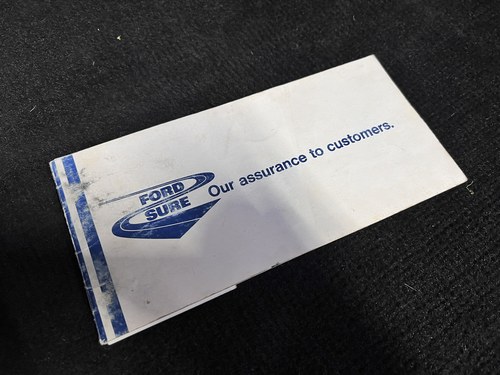 FORD
SURE
Our assurance to customers.